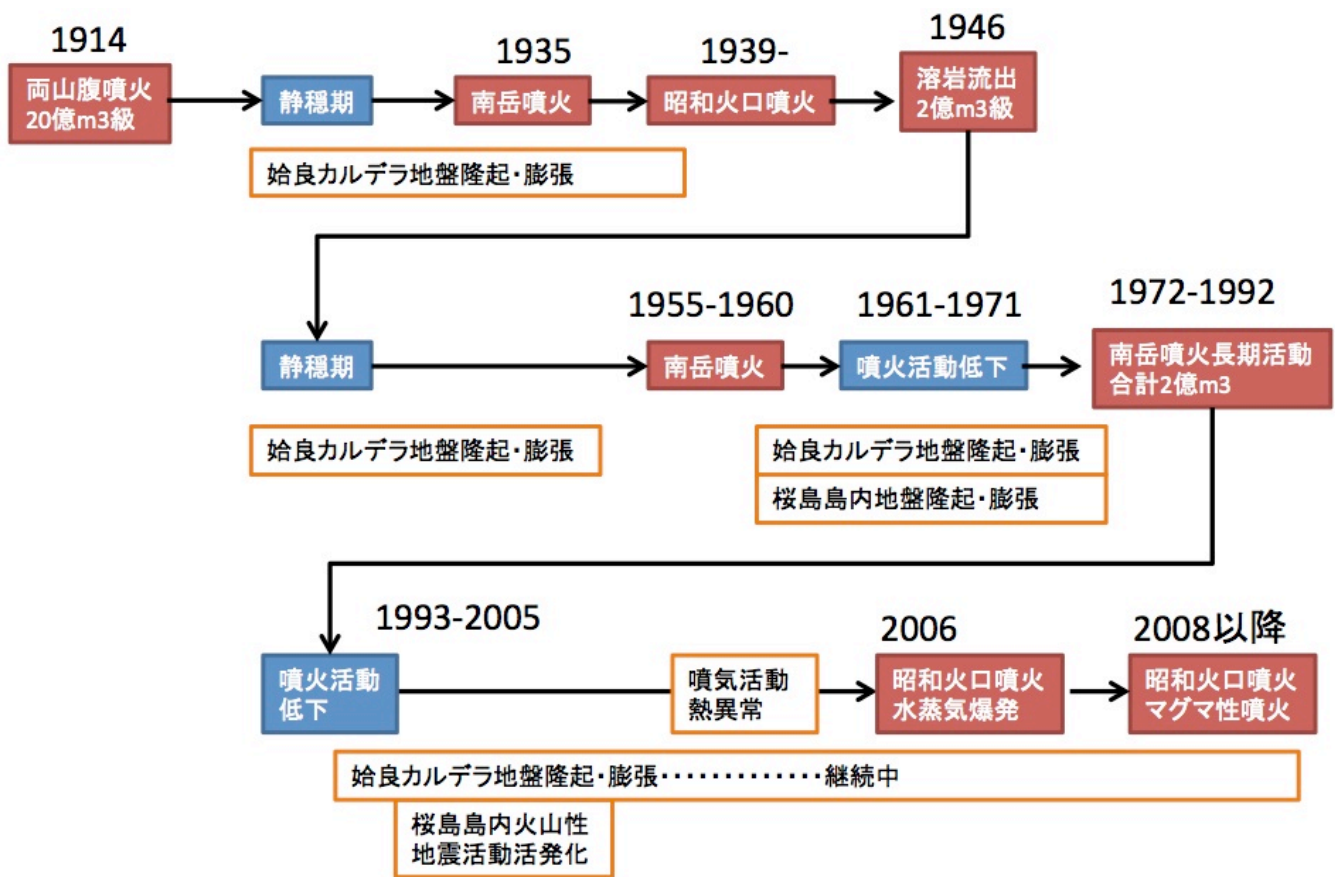 1914
両山腹噴火
20億m3級
静穏期
1935
南岳噴火
1939-
昭和火口噴火
1946
溶岩流出
2億m3級
姶良カルデラ地盤隆起・膨張
静穏期
1955-1960
南岳噴火
1961-1971
噴火活動低下
1972-1992
南岳噴火長期活動
合計2億m3
姶良カルデラ地盤隆起・膨張
姶良カルデラ地盤隆起・膨張
桜島島内地盤隆起・膨張
1993-2005
噴火活動
低下
噴気活動
熱異常
2006
昭和火口噴火
水蒸気爆発
2008以降
昭和火口噴火
マグマ性噴火
姶良カルデラ地盤隆起・膨張・・・・・・・・・・・・・継続中
桜島島内火山性
地震活動活発化